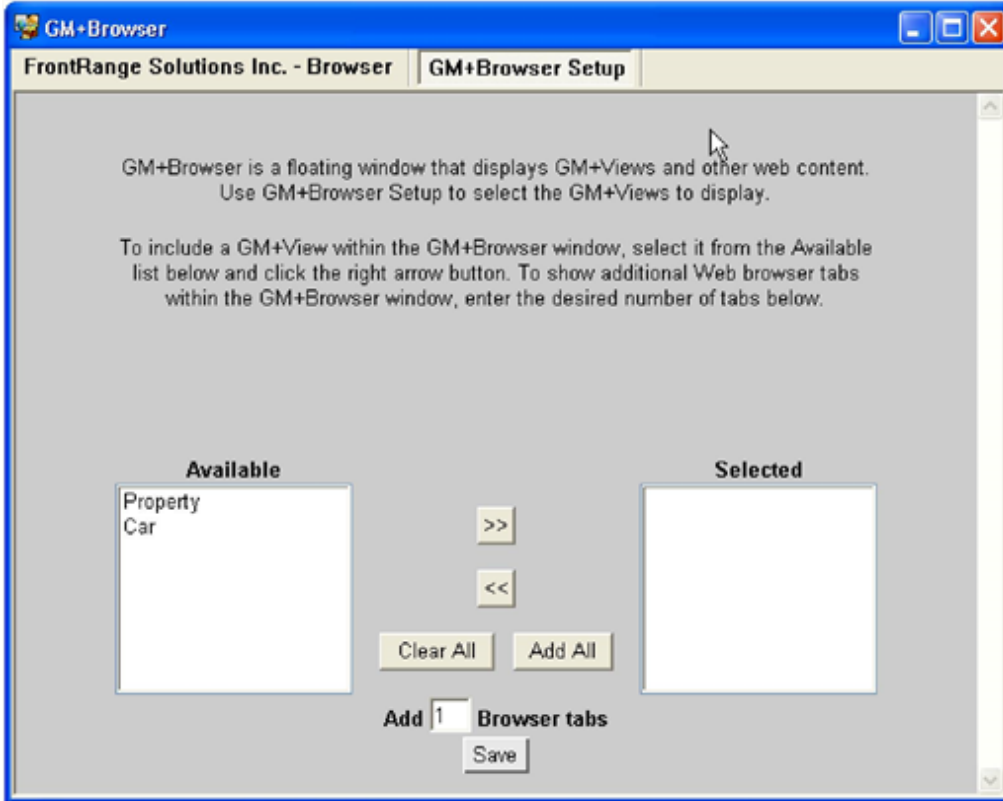 GM+Browser
FrontRange Solutions Inc. - Browser GM+Browser Setup
GM+Browser is a floating window that displays GM+Views and other web content.
Use GM+Browser Setup to select the GM+Views to display.
To include a GM+View within the GM+Browser window, select it from the Available
list below and click the right arrow button. To show additional Web browser tabs
within the GM+Browser window, enter the desired number of tabs below.
Available Selected
Property
Car
>>
<<
Clear All Add All
Add 1 Browser tabs
Save